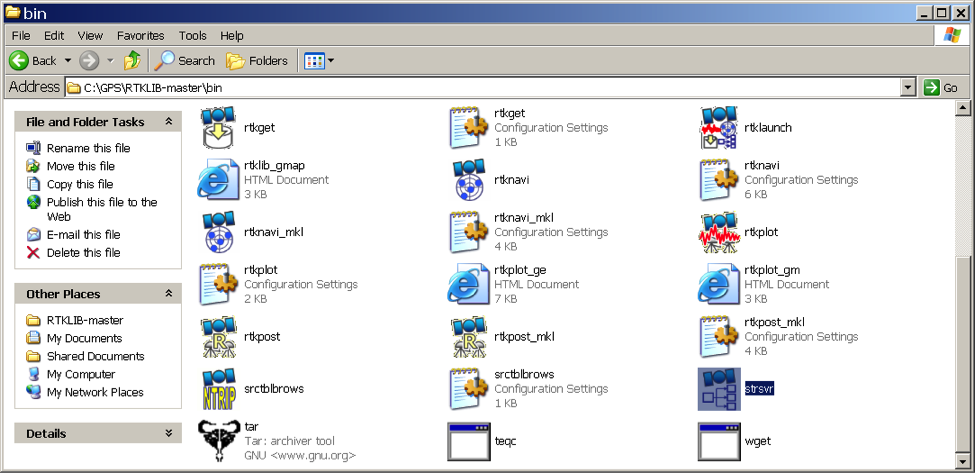 bin
File Edit View Favorites Tools Help
Back Search Folders
Address C:\GPS\RTKLIB-master\bin Go
File and Folder Tasks
Rename this file
Move this file
Copy this file
Publish this file to the
Web
E-mail this file
Delete this file
Other Places
RTKLIB-master
My Documents
Shared Documents
My Computer
My Network Places
Details
rtkget
rtkget
Configuration Settings
1 KB
rtklaunch
rtklib_gmap
HTML Document
3 KB
rtknavi
rtknavi
Configuration Settings
6 KB
rtknavi_mkl
rtknavi_mkl
Configuration Settings
4 KB
rtkplot
rtkplot
Configuration Settings
2 KB
rtkplot_ge
HTML Document
7 KB
rtkplot_gm
HTML Document
3 KB
R
rtkpost
R
rtkpost_mkl
rtkpost_mkl
Configuration Settings
4 KB
NTRIP
srctblbrows
srctblbrows
Configuration Settings
1 KB
strsvr
tar
Tar: archiver tool
GNU <www.gnu.org>
teqc
wget